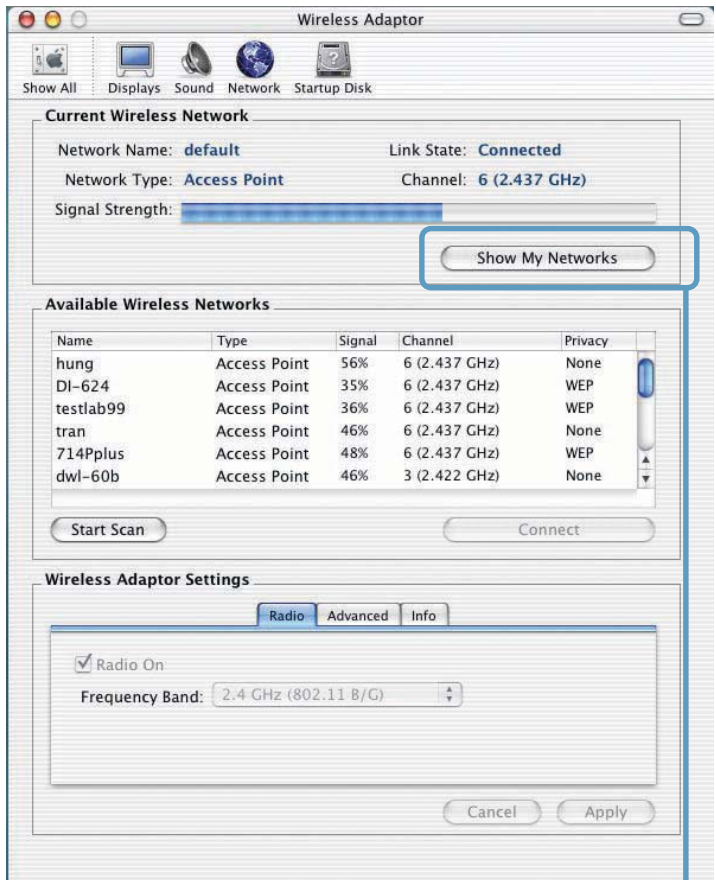 Wireless Adaptor
Show All Displays Sound Network Startup Disk
Current Wireless Network
Network Name: default Link State: Connected
Network Type: Access Point Channel: 6 (2.437 GHz)
Signal Strength:
Show My Networks
Available Wireless Networks
Name Type Signal Channel Privacy
hung Access Point 56% 6 (2.437 GHz) None
DI-624 Access Point 35% 6 (2.437 GHz) WEP
testlab99 Access Point 36% 6 (2.437 GHz) WEP
tran Access Point 46% 6 (2.437 GHz) None
714Pplus Access Point 48% 6 (2.437 GHz) WEP
dwl-60b Access Point 46% 3 (2.422 GHz) None
Start Scan Connect
Wireless Adaptor Settings
Radio Advanced Info
Radio On
Frequency Band: 2.4 GHz (802.11 B/G)
Cancel Apply